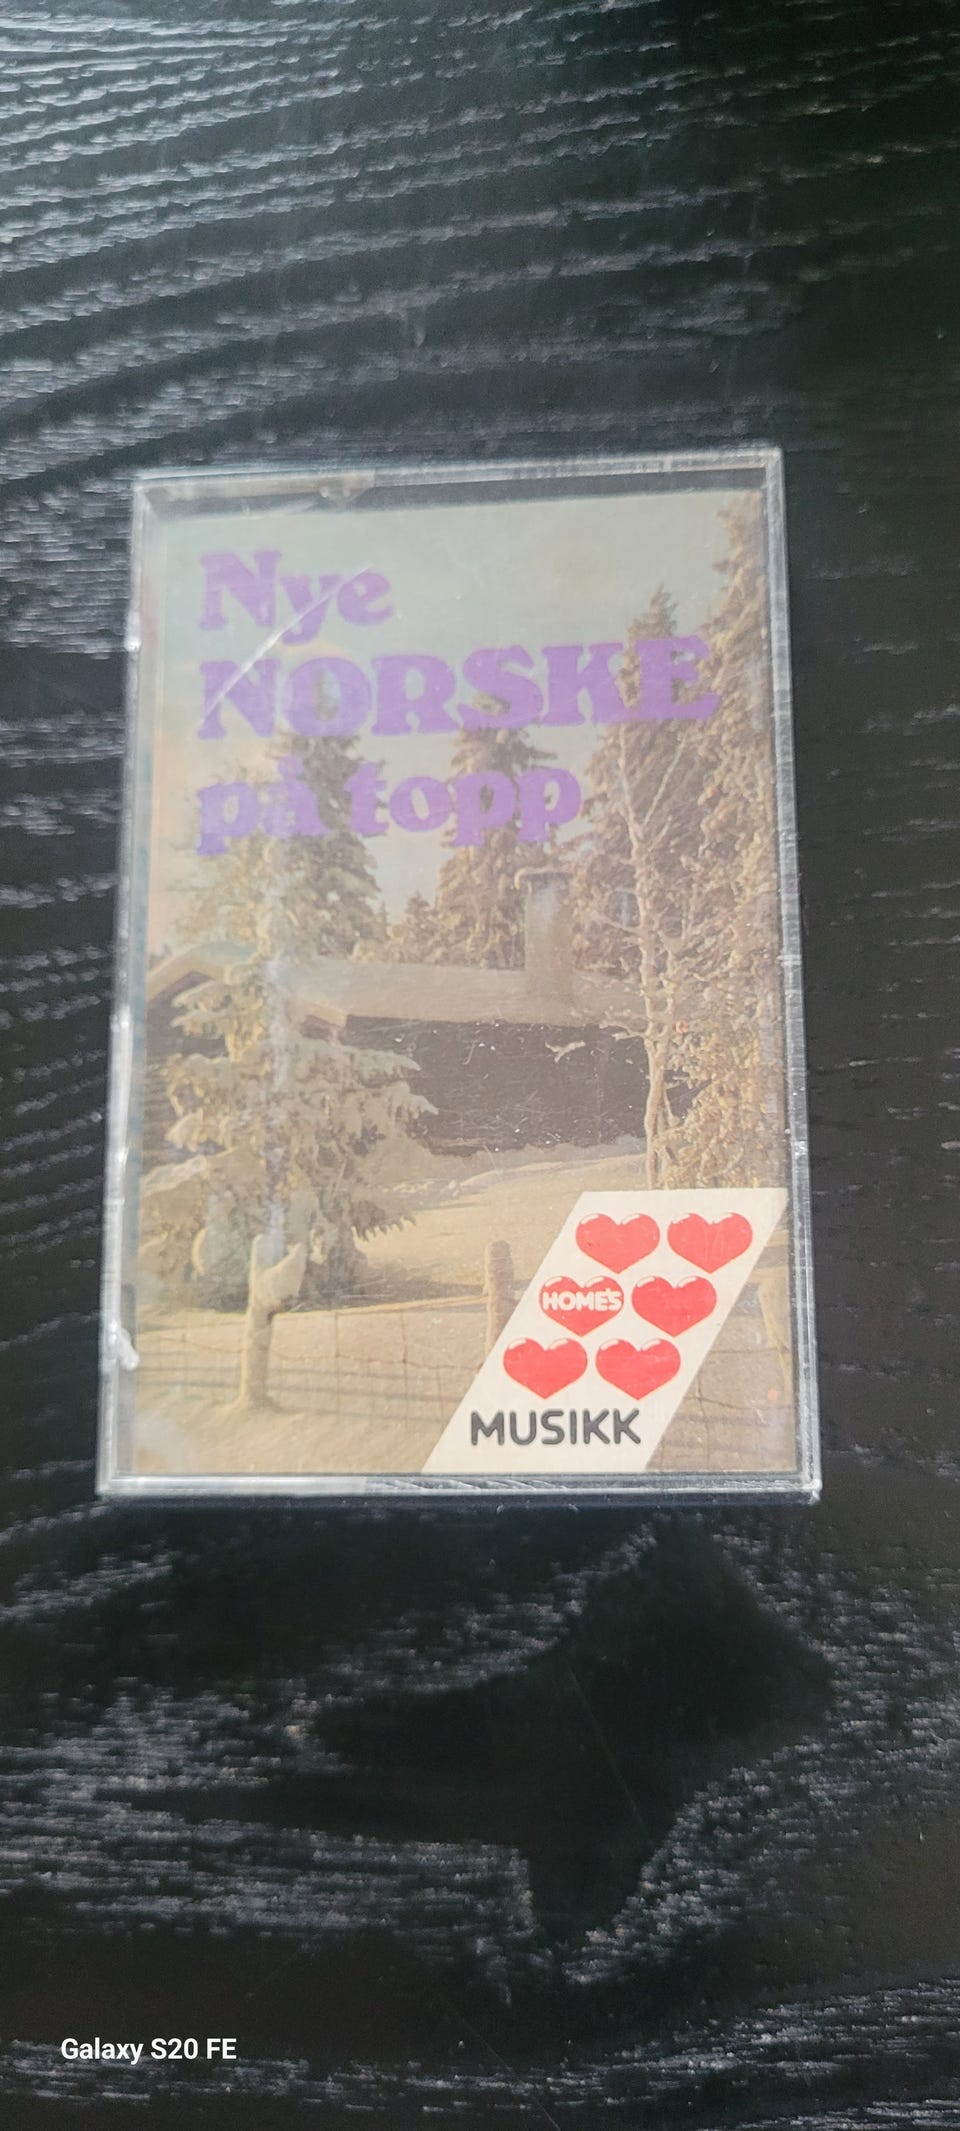 Nye
NORSKE
på topp
HOME'S
MUSIKK
Galaxy S20 FE